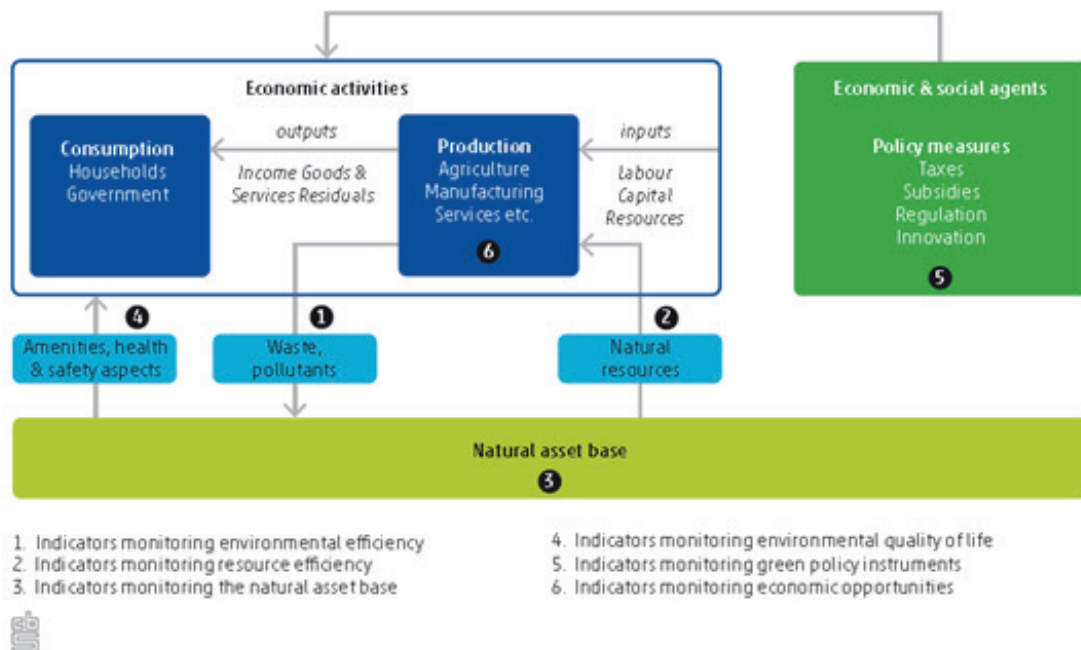 Economic activities
Consumption
Households
Government
outputs
Income Goods &
Services Residuals
Production
Agriculture
Manufacturing
Services etc.
6
inputs
Labour
Capital
Resources
Economic & social agents
Policy measures
Taxes
Subsidies
Regulation
Innovation
5
4
Amenities, health
& safety aspects
1
Waste,
pollutants
2
Natural
resources
Natural asset base
3
1. Indicators monitoring environmental efficiency
2. Indicators monitoring resource efficiency
3. Indicators monitoring the natural asset base
4. Indicators monitoring environmental quality of life
5. Indicators monitoring green policy instruments
6. Indicators monitoring economic opportunities